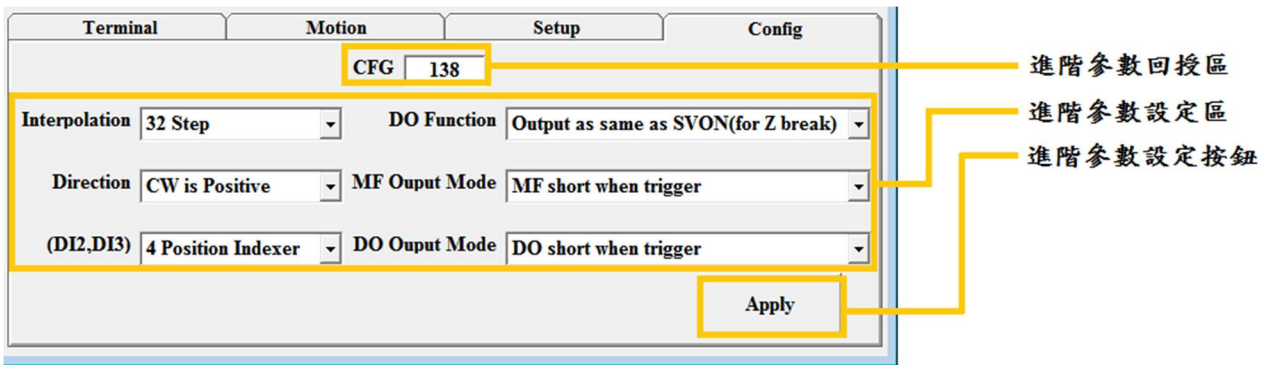 Terminal Motion Setup Config
CFG 138 進階參數回授區
Interpolation 32 Step DO Function Output as same as SVON(for Z break) 進階參數設定區
進階參數設定按鈕
Direction CW is Positive MF Ouput Mode MF short when trigger
(DI2,DI3) 4 Position Indexer DO Ouput Mode DO short when trigger
Apply